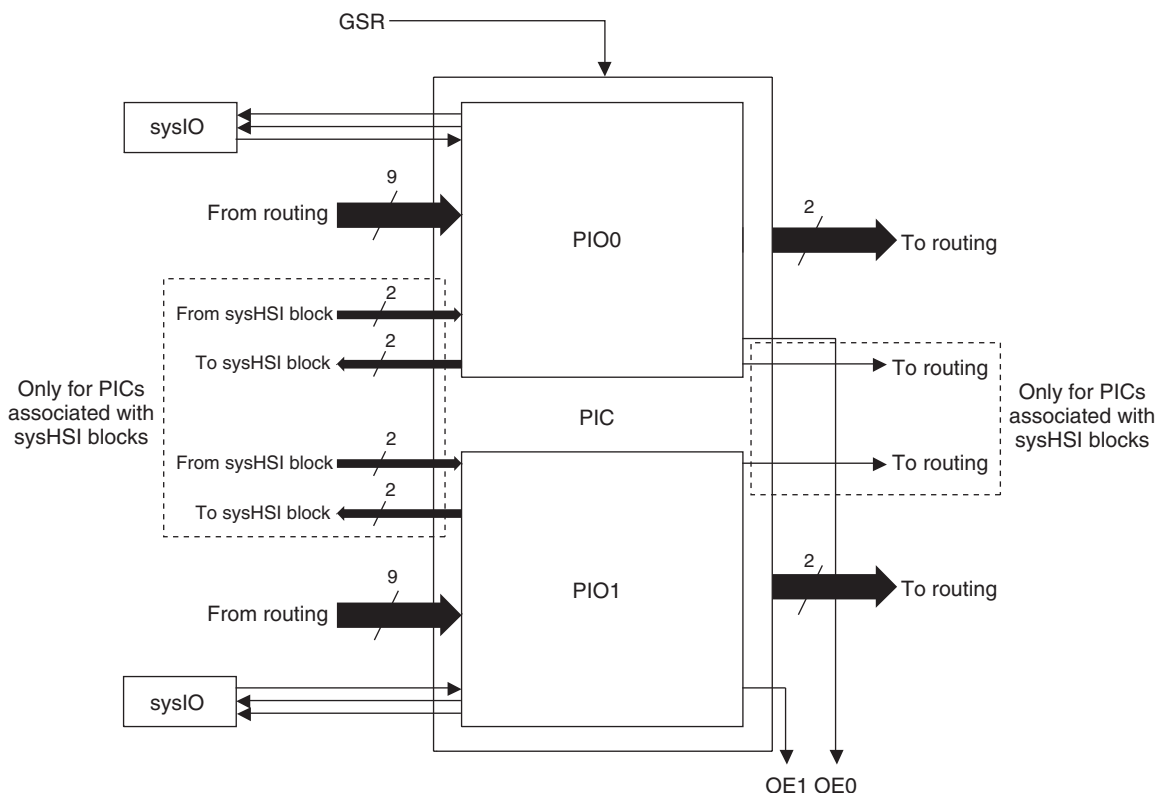 GSR
sysIO
9
From routing
PIO0
2
To routing
2
From sysHSI block
2
To sysHSI block
To routing
Only for PICs
associated with
sysHSI blocks
PIC
Only for PICs
associated with
sysHSI blocks
2
From sysHSI block
To routing
2
To sysHSI block
9
From routing
PIO1
2
To routing
sysIO
OE1 OE0